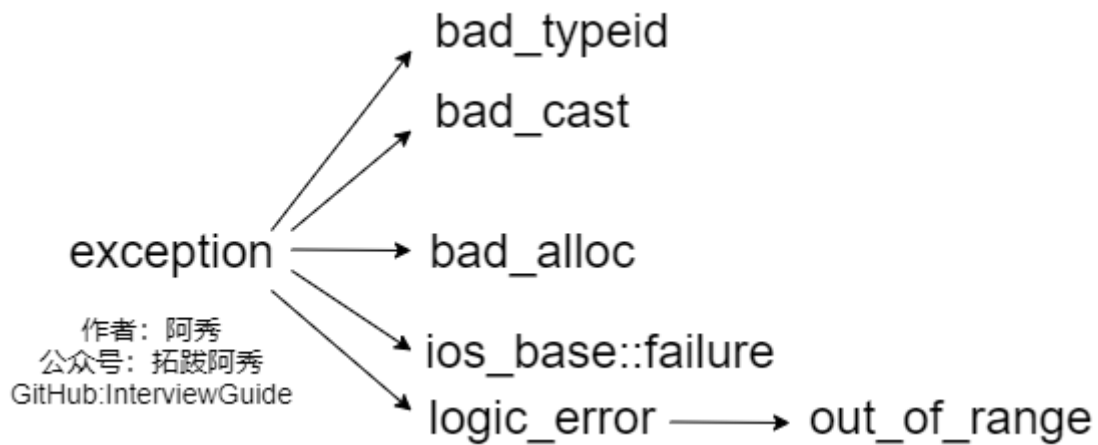 bad_typeid
bad_cast
exception
bad_alloc
作者：阿秀
公众号：拓跋阿秀
GitHub:InterviewGuide
ios_base::failure
logic_error
out_of_range